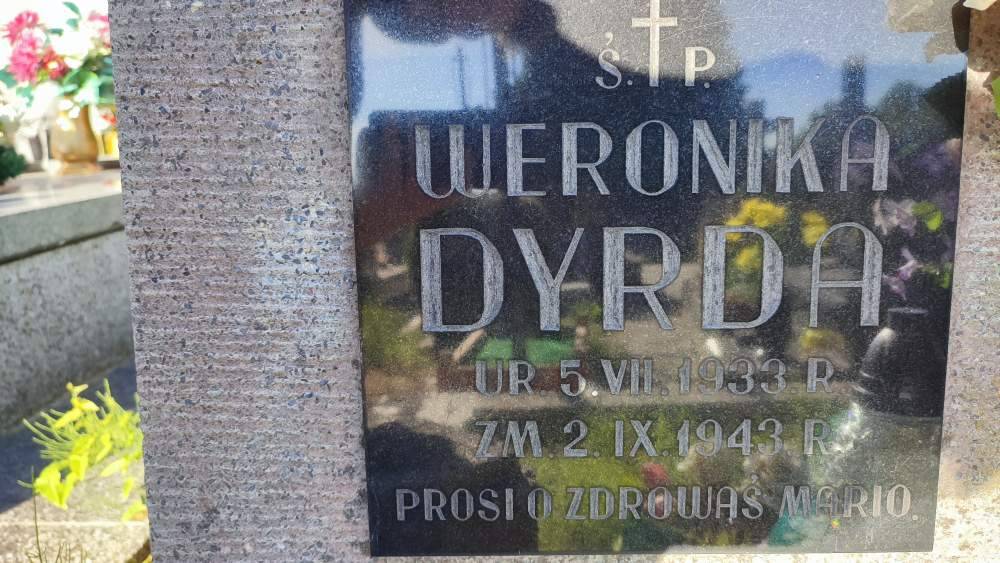 Ś. P.
WERONIKA
DYRDA
UR. 5. VII. 1933 R
ZM. 2. IX. 1943. R.
PROSI O ZDROWAŚ MARIO.